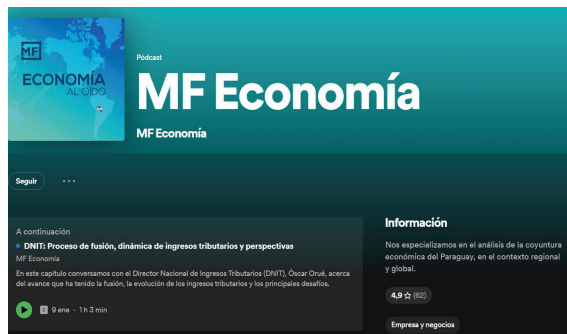 MF
ECONOMÍA
AL OÍDO
Pódcast
MF Economía
MF Economía
Seguir
...
A continuación
DNIT: Proceso de fusión, dinámica de ingresos tributarios y perspectivas
MF Economía
En este capítulo conversamos con el Director Nacional de Ingresos Tributarios (DNIT), Óscar Orué, acerca
del avance que ha tenido la fusión, la evolución de los ingresos tributarios y los principales desafíos.
9 ene · 1 h 3 min
Información
Nos especializamos en el análisis de la coyuntura
económica del Paraguay, en el contexto regional
y global.
4,9 ☆ (62)
Empresa y negocios